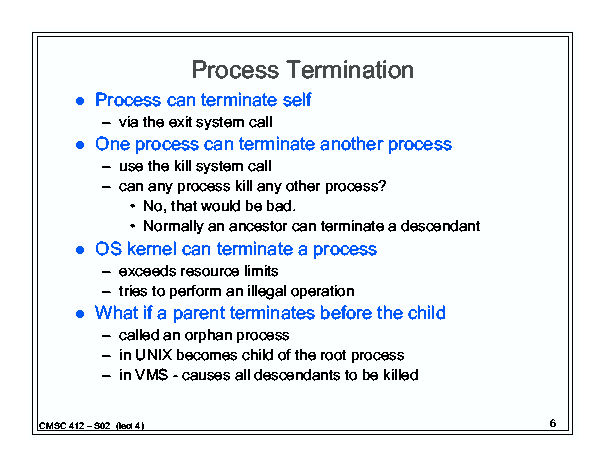 Process Termination
● Process can terminate self
– via the exit system call
● One process can terminate another process
– use the kill system call
– can any process kill any other process?
• No, that would be bad.
• Normally an ancestor can terminate a descendant
● OS kernel can terminate a process
– exceeds resource limits
– tries to perform an illegal operation
● What if a parent terminates before the child
– called an orphan process
– in UNIX becomes child of the root process
– in VMS - causes all descendants to be killed
CMSC 412 – S02 (lect 4)
6